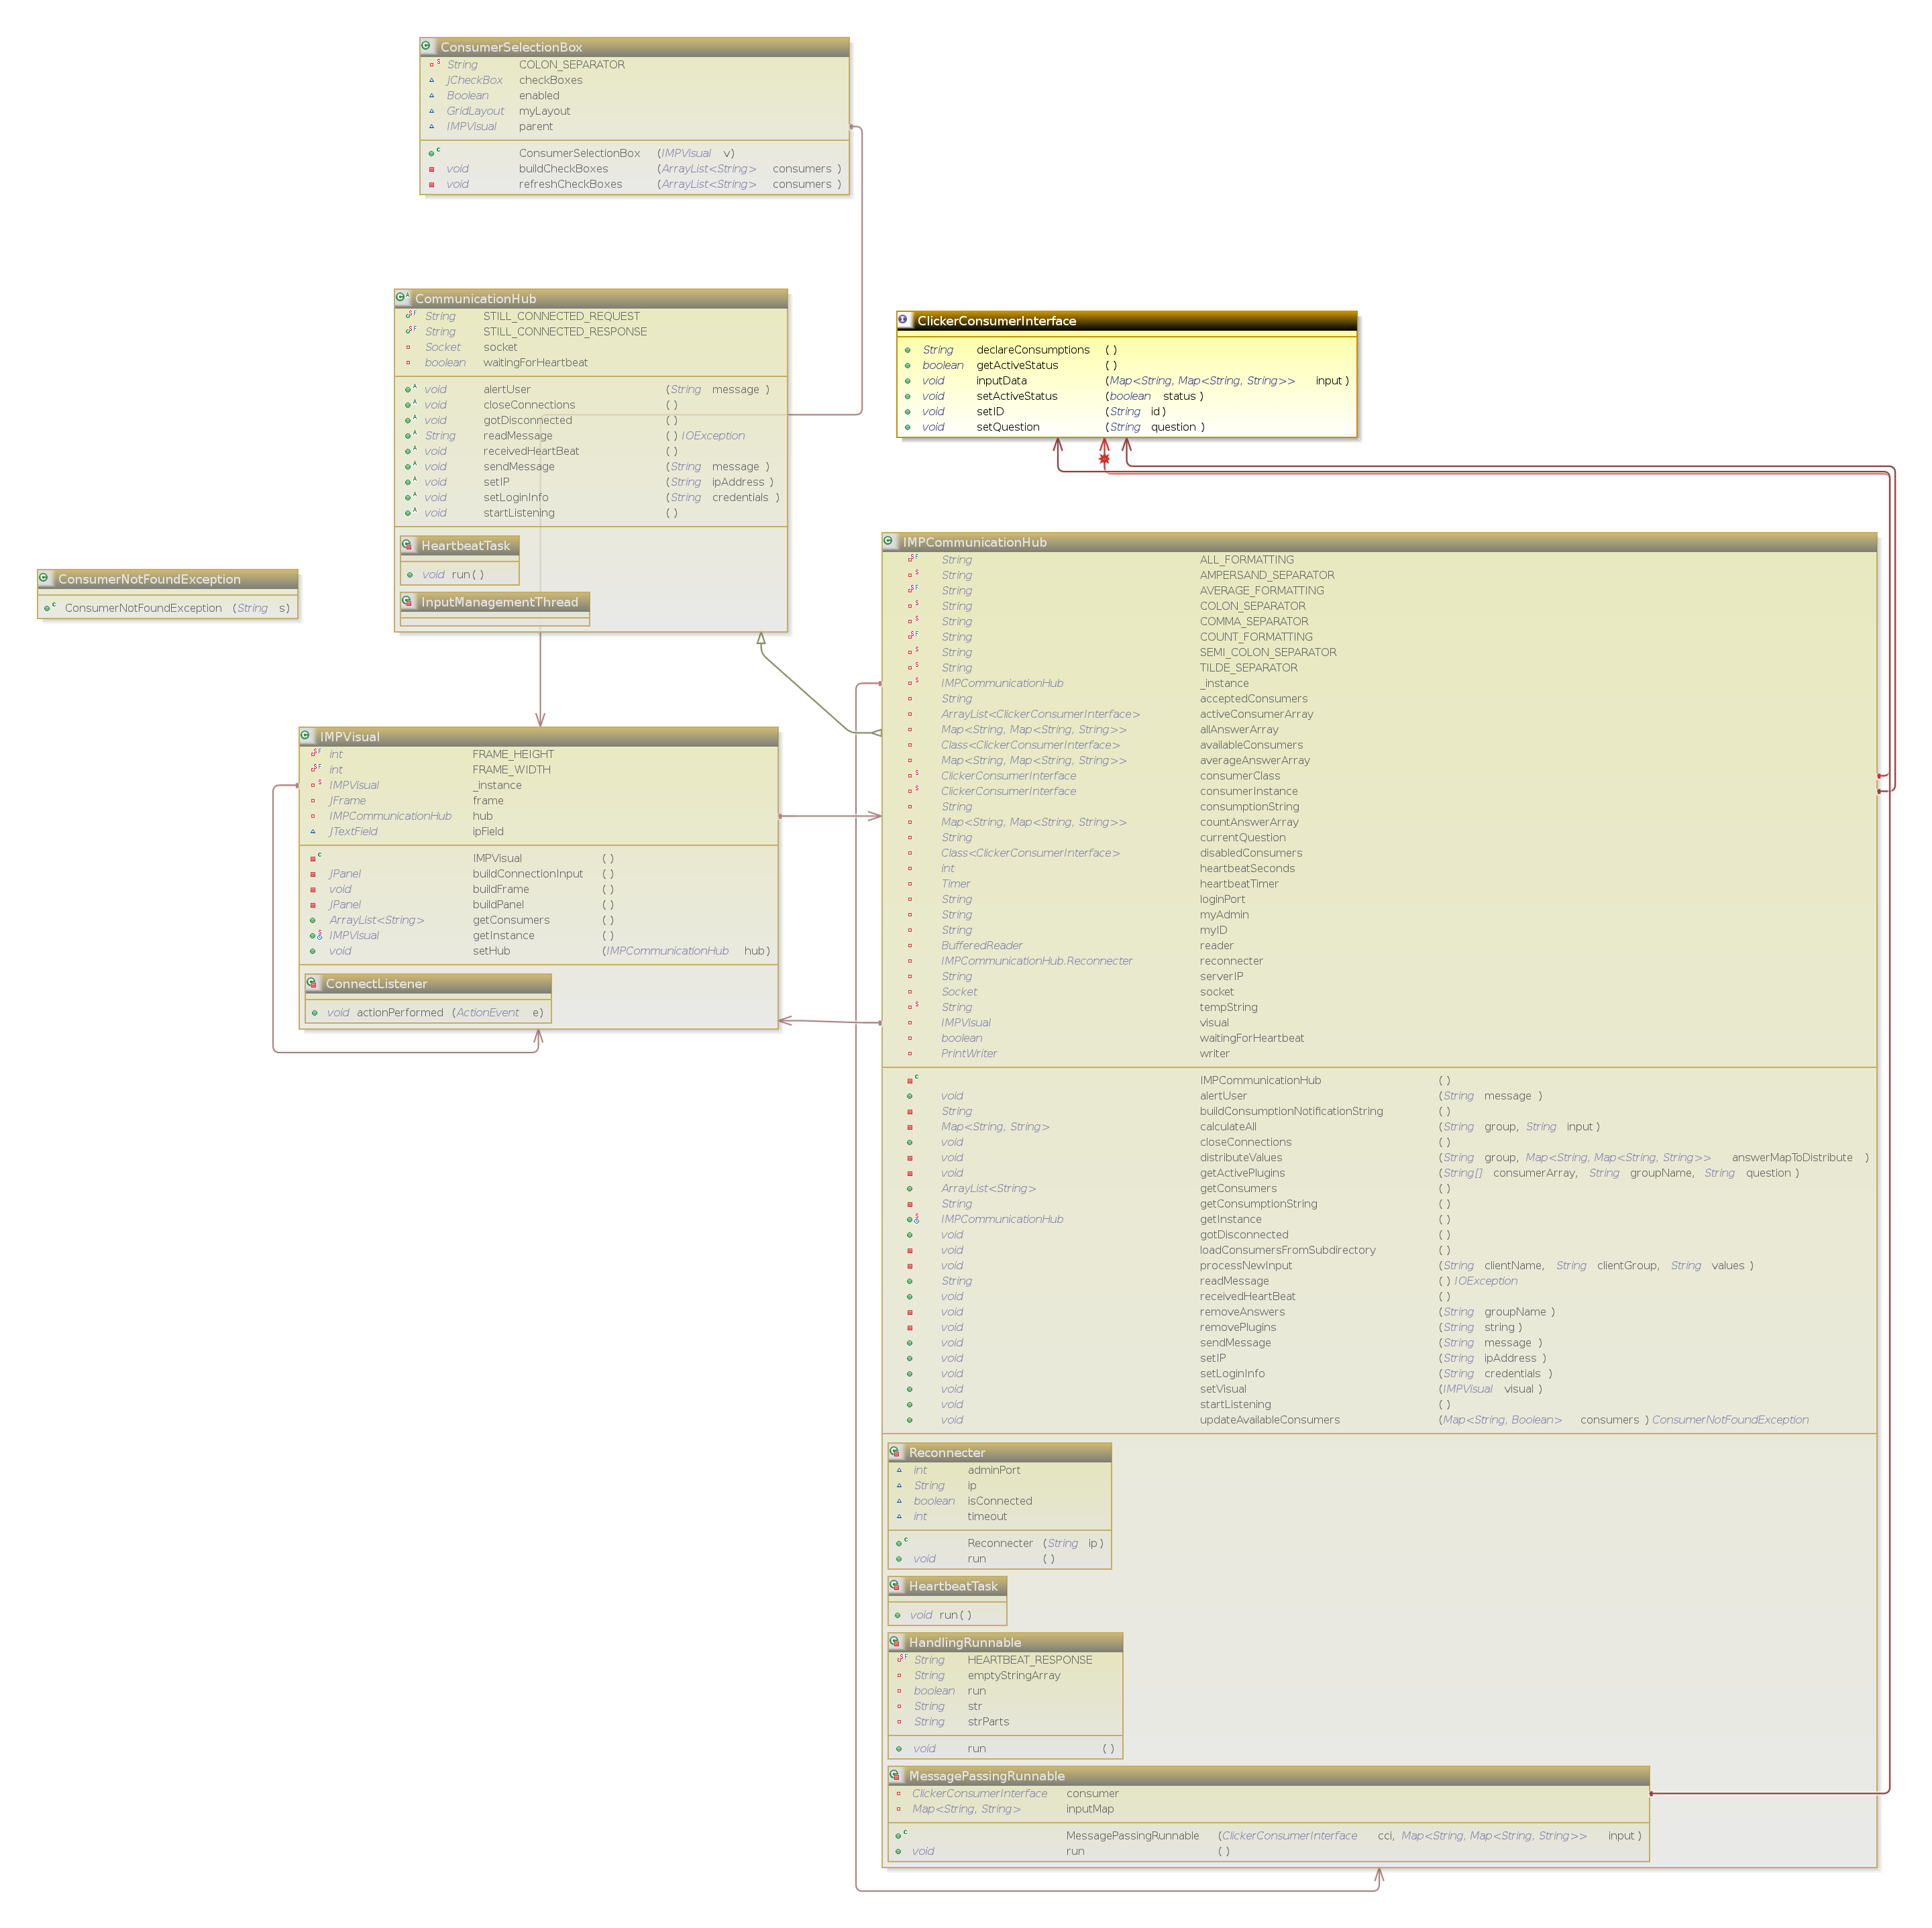 ConsumerSelectionBox
String COLON_SEPARATOR
JCheckBox checkBoxes
Boolean enabled
GridLayout myLayout
IMPVisual parent
ConsumerSelectionBox (IMPVisual v)
void buildCheckBoxes (ArrayList<String> consumers )
void refreshCheckBoxes (ArrayList<String> consumers )
CommunicationHub
String STILL_CONNECTED_REQUEST
String STILL_CONNECTED_RESPONSE
Socket socket
boolean waitingForHeartbeat
void alertUser (String message )
void closeConnections ( )
void gotDisconnected ( )
String readMessage ( ) IOException
void receivedHeartBeat ( )
void sendMessage (String message )
void setIP (String ipAddress )
void setLoginInfo (String credentials )
void startListening ( )
HeartbeatTask
void run ( )
InputManagementThread
ClickerConsumerInterface
String declareConsumptions ( )
boolean getActiveStatus ( )
void inputData (Map<String, Map<String, String>> input )
void setActiveStatus (boolean status )
void setID (String id )
void setQuestion (String question )
ConsumerNotFoundException
ConsumerNotFoundException (String s)
IMPVisual
int FRAME_HEIGHT
int FRAME_WIDTH
IMPVisual _instance
JFrame frame
IMPCommunicationHub hub
JTextField ipField
IMPVisual ( )
JPanel buildConnectionInput ( )
void buildFrame ( )
JPanel buildPanel ( )
ArrayList<String> getConsumers ( )
IMPVisual getInstance ( )
void setHub (IMPCommunicationHub hub)
ConnectListener
void actionPerformed (ActionEvent e)
IMPCommunicationHub
String ALL_FORMATTING
String AMPERSAND_SEPARATOR
String AVERAGE_FORMATTING
String COLON_SEPARATOR
String COMMA_SEPARATOR
String COUNT_FORMATTING
String SEMI_COLON_SEPARATOR
String TILDE_SEPARATOR
IMPCommunicationHub _instance
String acceptedConsumers
ArrayList<ClickerConsumerInterface> activeConsumerArray
Map<String, Map<String, String>> allAnswerArray
Class<ClickerConsumerInterface> availableConsumers
Map<String, Map<String, String>> averageAnswerArray
ClickerConsumerInterface consumerClass
ClickerConsumerInterface consumerInstance
String consumptionString
Map<String, Map<String, String>> countAnswerArray
String currentQuestion
Class<ClickerConsumerInterface> disabledConsumers
int heartbeatSeconds
Timer heartbeatTimer
String loginPort
String myAdmin
String myID
BufferedReader reader
IMPCommunicationHub.Reconnecter reconnecter
String serverIP
Socket socket
String tempString
IMPVisual visual
boolean waitingForHeartbeat
PrintWriter writer
IMPCommunicationHub ( )
void alertUser (String message )
String buildConsumptionNotificationString ( )
Map<String, String> calculateAll (String group, String input )
void closeConnections ( )
void distributeValues (String group, Map<String, Map<String, String>> answerMapToDistribute )
void getActivePlugins (String[] consumerArray, String groupName, String question )
ArrayList<String> getConsumers ( )
String getConsumptionString ( )
IMPCommunicationHub getInstance ( )
void gotDisconnected ( )
void loadConsumersFromSubdirectory ( )
void processNewInput (String clientName, String clientGroup, String values )
String readMessage ( ) IOException
void receivedHeartBeat ( )
void removeAnswers (String groupName )
void removePlugins (String string )
void sendMessage (String message )
void setIP (String ipAddress )
void setLoginInfo (String credentials )
void setVisual (IMPVisual visual )
void startListening ( )
void updateAvailableConsumers (Map<String, Boolean> consumers ) ConsumerNotFoundException
Reconnecter
int adminPort
String ip
boolean isConnected
int timeout
Reconnecter (String ip )
void run ( )
HeartbeatTask
void run ( )
HandlingRunnable
String HEARTBEAT_RESPONSE
String emptyStringArray
boolean run
String str
String strParts
void run ( )
MessagePassingRunnable
ClickerConsumerInterface consumer
Map<String, String> inputMap
MessagePassingRunnable (ClickerConsumerInterface cci, Map<String, Map<String, String>> input )
void run ( )